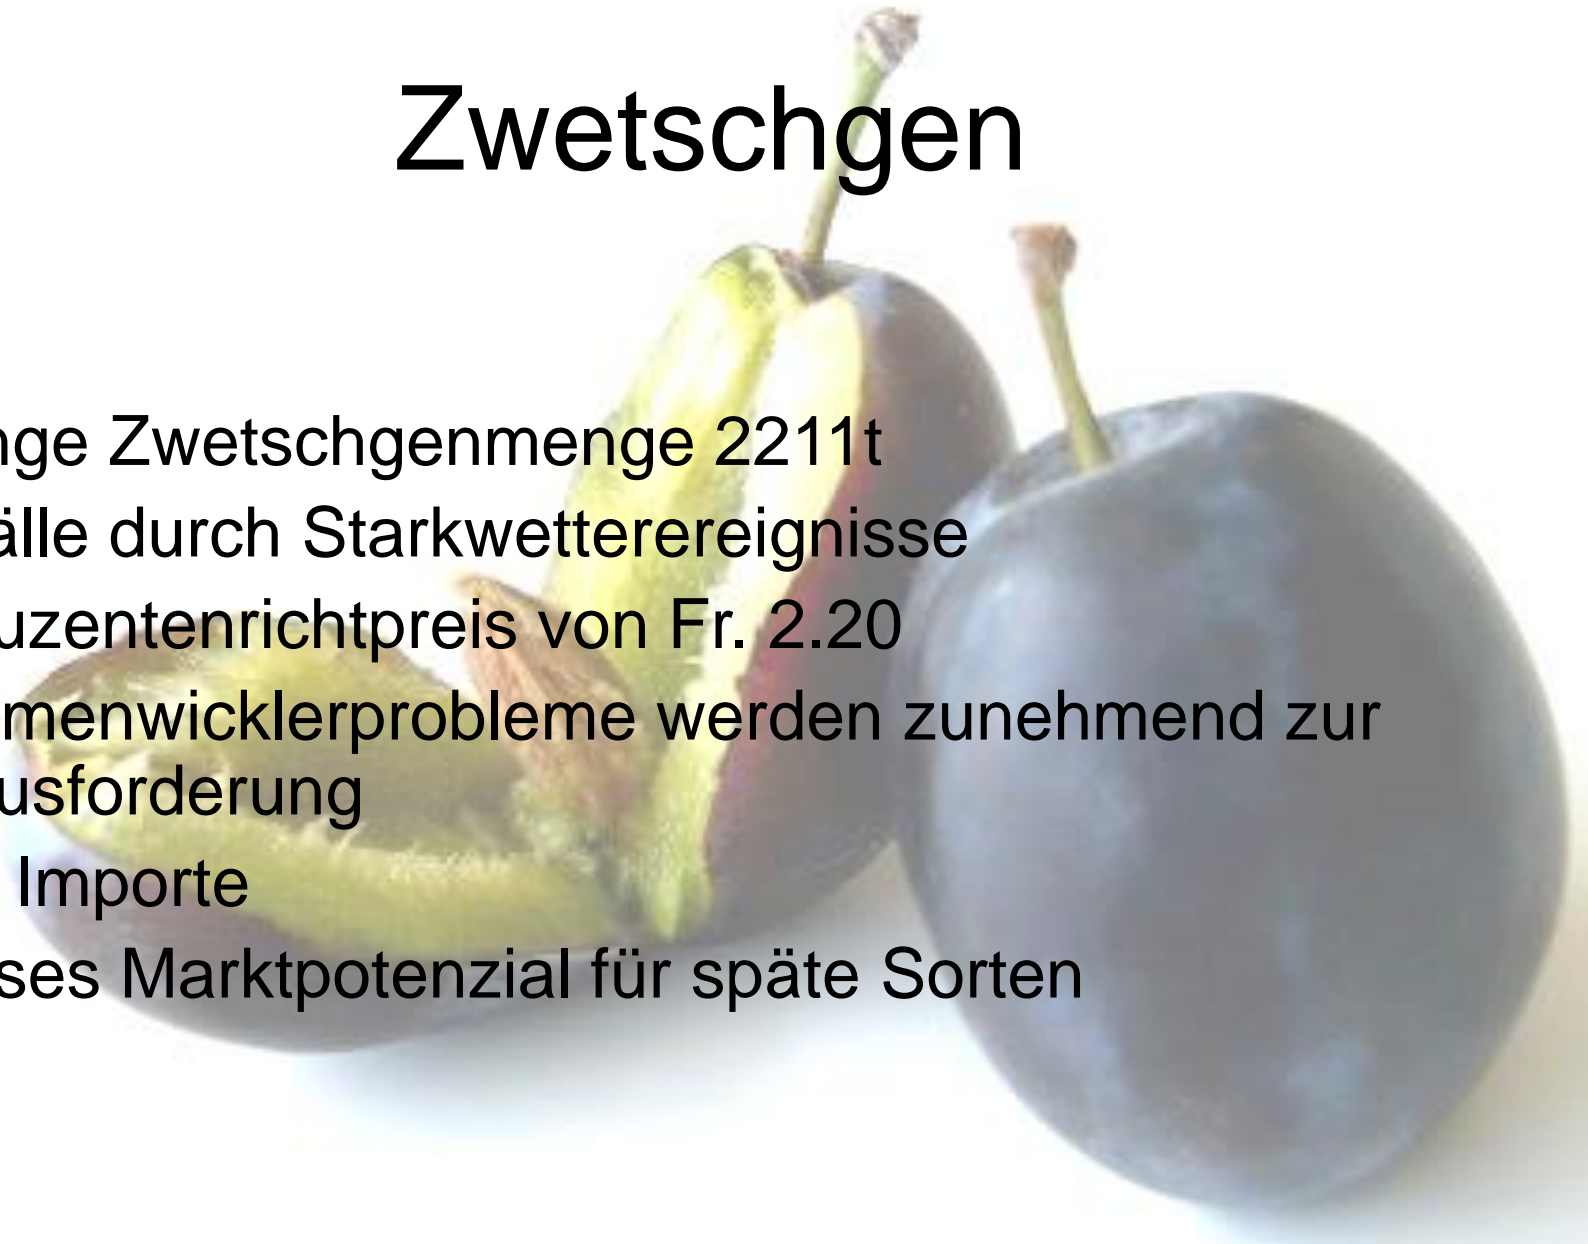 Zwetschgen
nge Zwetschgenmenge 2211t
älle durch Starkwetterereignisse
uzentenrichtpreis von Fr. 2.20
menwicklerprobleme werden zunehmend zur
usforderung
Importe
ses Marktpotenzial für späte Sorten